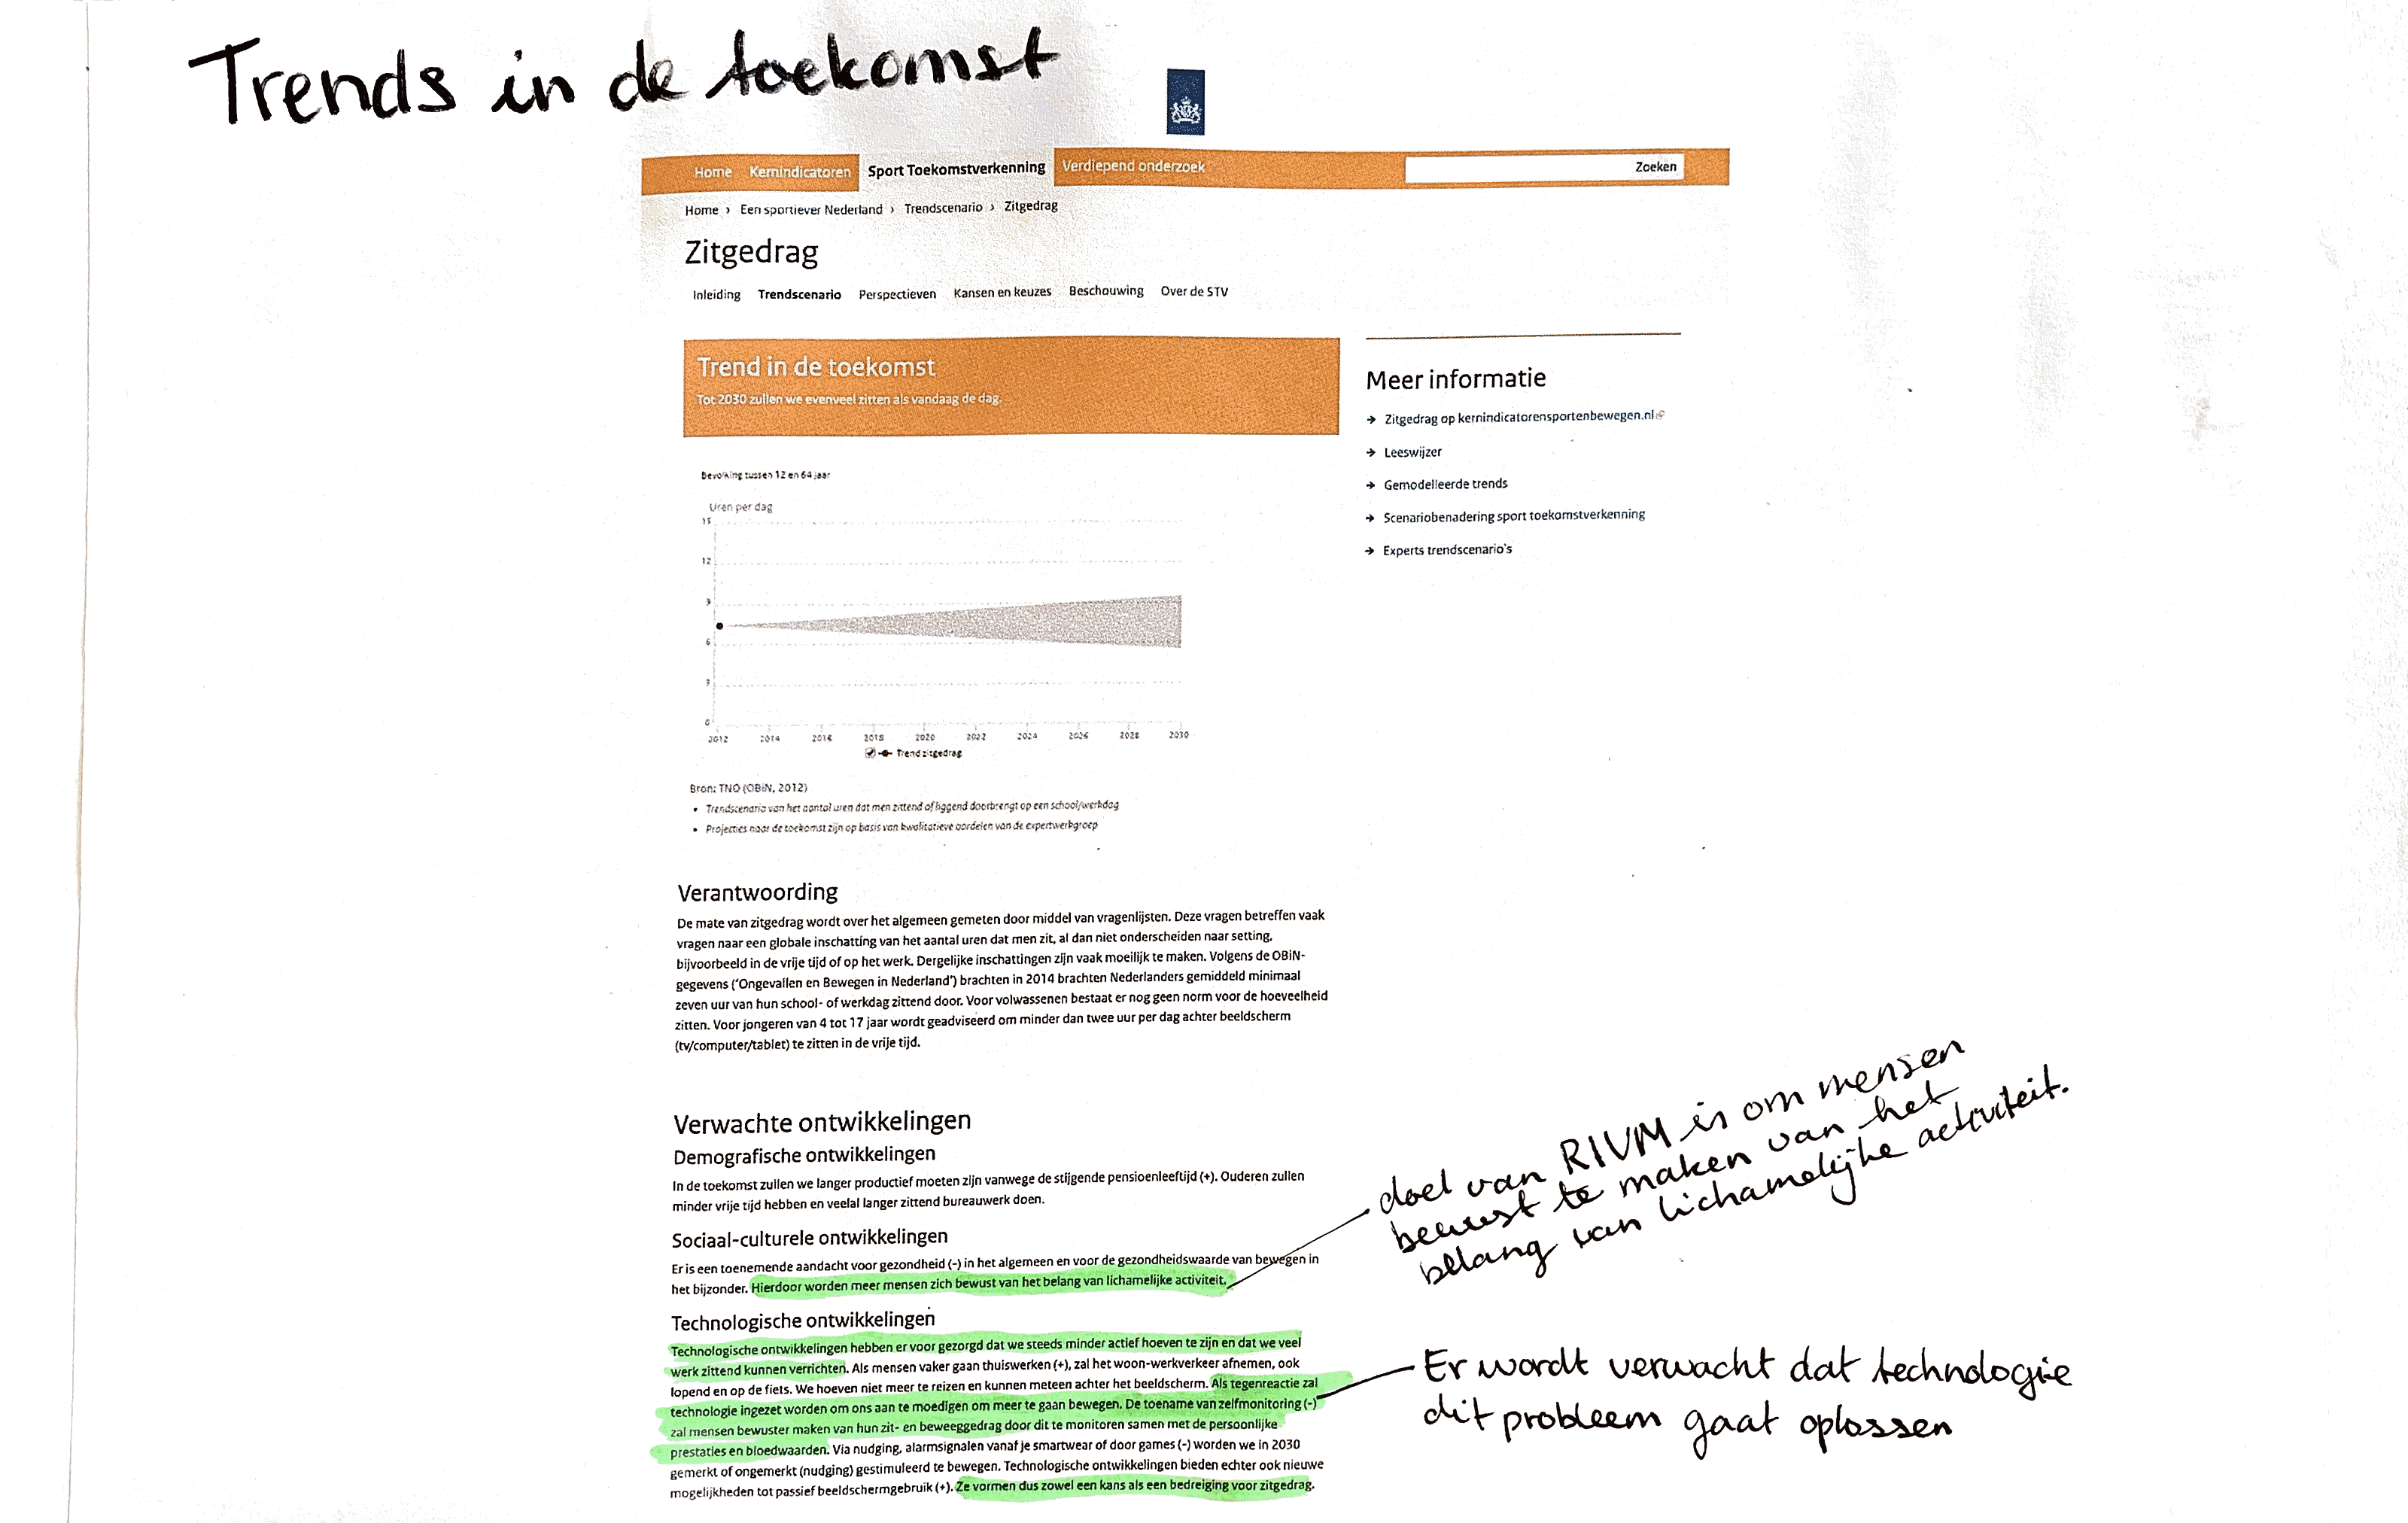 Trends in de toekomst
Home Kernindicatoren Sport Toekomstverkenning Verdiepend onderzoek Zoeken
Home › Een sportiever Nederland › Trendscenario › Zitgedrag
Zitgedrag
Inleiding Trendscenario Perspectieven Kansen en keuzes Beschouwing Over de STV
Trend in de toekomst
Tot 2030 zullen we evenveel zitten als vandaag de dag.
Meer informatie
→ Zitgedrag op kernindicatorensportenbewegen.nl
→ Leeswijzer
→ Gemodelleerde trends
→ Scenariobenadering sport toekomstverkenning
→ Experts trendscenario's
Bevolking tussen 12 en 64 jaar
Uren per dag
15
12
9
6
3
0
2012 2014 2016 2018 2020 2022 2024 2026 2028 2030
Trend zitgedrag
Bron: TNO (OBiN, 2012)
• Trendscenario van het aantal uren dat men zittend of liggend doorbrengt op een school/werkdag
• Projecties naar de toekomst zijn op basis van kwalitatieve oordelen van de expertwerkgroep
Verantwoording
De mate van zitgedrag wordt over het algemeen gemeten door middel van vragenlijsten. Deze vragen betreffen vaak
vragen naar een globale inschatting van het aantal uren dat men zit, al dan niet onderscheiden naar setting,
bijvoorbeeld in de vrije tijd of op het werk. Dergelijke inschattingen zijn vaak moeilijk te maken. Volgens de OBiN-
gegevens ('Ongevallen en Bewegen in Nederland') brachten in 2014 brachten Nederlanders gemiddeld minimaal
zeven uur van hun school- of werkdag zittend door. Voor volwassenen bestaat er nog geen norm voor de hoeveelheid
zitten. Voor jongeren van 4 tot 17 jaar wordt geadviseerd om minder dan twee uur per dag achter beeldscherm
(tv/computer/tablet) te zitten in de vrije tijd.
Verwachte ontwikkelingen
Demografische ontwikkelingen
In de toekomst zullen we langer productief moeten zijn vanwege de stijgende pensioenleeftijd (+). Ouderen zullen
minder vrije tijd hebben en veelal langer zittend bureauwerk doen.
Sociaal-culturele ontwikkelingen
Er is een toenemende aandacht voor gezondheid (-) in het algemeen en voor de gezondheidswaarde van bewegen in
het bijzonder. Hierdoor worden meer mensen zich bewust van het belang van lichamelijke activiteit.
doel van RIVM is om mensen
bewust te maken van het
belang van lichamelijke activiteit.
Technologische ontwikkelingen
Technologische ontwikkelingen hebben er voor gezorgd dat we steeds minder actief hoeven te zijn en dat we veel
werk zittend kunnen verrichten. Als mensen vaker gaan thuiswerken (+), zal het woon-werkverkeer afnemen, ook
lopend en op de fiets. We hoeven niet meer te reizen en kunnen meteen achter het beeldscherm. Als tegenreactie zal
technologie ingezet worden om ons aan te moedigen om meer te gaan bewegen. De toename van zelfmonitoring (-)
zal mensen bewuster maken van hun zit- en beweeggedrag door dit te monitoren samen met de persoonlijke
prestaties en bloedwaarden. Via nudging, alarmsignalen vanaf je smartwear of door games (-) worden we in 2030
gemerkt of ongemerkt (nudging) gestimuleerd te bewegen. Technologische ontwikkelingen bieden echter ook nieuwe
mogelijkheden tot passief beeldschermgebruik (+). Ze vormen dus zowel een kans als een bedreiging voor zitgedrag.
Er wordt verwacht dat technologie
dit probleem gaat oplossen